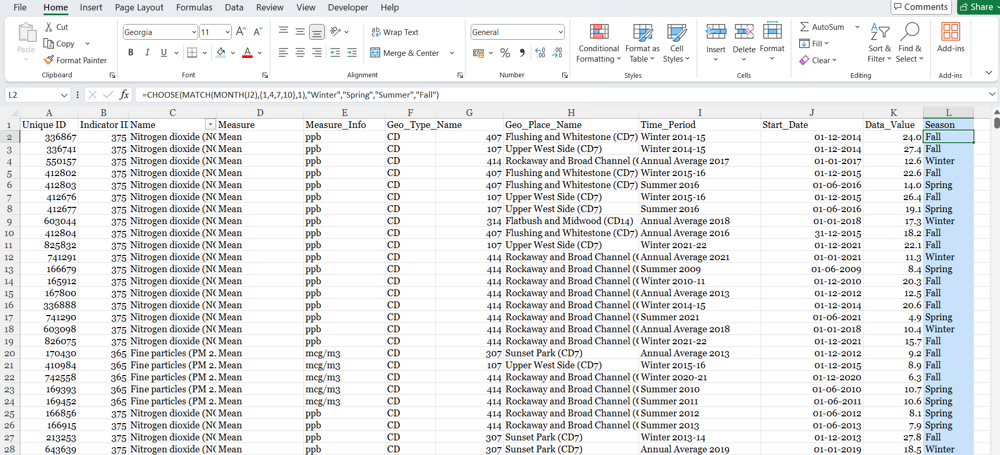 File Home Insert Page Layout Formulas Data Review View Developer Help Comments Share
Paste Cut Copy Format Painter Clipboard
Georgia 11 A A B I U A Font
ab Wrap Text Merge & Center Alignment
General % .00 .00 Number
Conditional Formatting Format as Table Cell Styles Styles
Insert Delete Format Cells
AutoSum Fill Clear Sort & Filter Find & Select Editing
Add-ins Add-ins
L2 fx =CHOOSE(MATCH(MONTH(J2),{1,4,7,10},1),"Winter","Spring","Summer","Fall")
A B C D E F G H I J K L
1 Unique ID Indicator ID Name Measure Measure_Info Geo_Type_Name Geo_Place_Name Time_Period Start_Date Data_Value Season
2 336867 375 Nitrogen dioxide (NO Mean ppb CD 407 Flushing and Whitestone (CD7) Winter 2014-15 01-12-2014 24.0 Fall
3 336741 375 Nitrogen dioxide (NO Mean ppb CD 107 Upper West Side (CD7) Winter 2014-15 01-12-2014 27.4 Fall
4 550157 375 Nitrogen dioxide (NO Mean ppb CD 414 Rockaway and Broad Channel (C Annual Average 2017 01-01-2017 12.6 Winter
5 412802 375 Nitrogen dioxide (NO Mean ppb CD 407 Flushing and Whitestone (CD7) Winter 2015-16 01-12-2015 22.6 Fall
6 412803 375 Nitrogen dioxide (NO Mean ppb CD 407 Flushing and Whitestone (CD7) Summer 2016 01-06-2016 14.0 Spring
7 412676 375 Nitrogen dioxide (NO Mean ppb CD 107 Upper West Side (CD7) Winter 2015-16 01-12-2015 26.4 Fall
8 412677 375 Nitrogen dioxide (NO Mean ppb CD 107 Upper West Side (CD7) Summer 2016 01-06-2016 19.1 Spring
9 603044 375 Nitrogen dioxide (NO Mean ppb CD 314 Flatbush and Midwood (CD14) Annual Average 2018 01-01-2018 17.3 Winter
10 412804 375 Nitrogen dioxide (NO Mean ppb CD 407 Flushing and Whitestone (CD7) Annual Average 2016 31-12-2015 18.2 Fall
11 825832 375 Nitrogen dioxide (NO Mean ppb CD 107 Upper West Side (CD7) Winter 2021-22 01-12-2021 22.1 Fall
12 741291 375 Nitrogen dioxide (NO Mean ppb CD 414 Rockaway and Broad Channel (C Annual Average 2021 01-01-2021 11.3 Winter
13 166679 375 Nitrogen dioxide (NO Mean ppb CD 414 Rockaway and Broad Channel (C Summer 2009 01-06-2009 8.4 Spring
14 165912 375 Nitrogen dioxide (NO Mean ppb CD 414 Rockaway and Broad Channel (C Winter 2010-11 01-12-2010 20.3 Fall
15 167800 375 Nitrogen dioxide (NO Mean ppb CD 414 Rockaway and Broad Channel (C Annual Average 2013 01-12-2012 12.5 Fall
16 336888 375 Nitrogen dioxide (NO Mean ppb CD 414 Rockaway and Broad Channel (C Winter 2014-15 01-12-2014 20.6 Fall
17 741290 375 Nitrogen dioxide (NO Mean ppb CD 414 Rockaway and Broad Channel (C Summer 2021 01-06-2021 4.9 Spring
18 603098 375 Nitrogen dioxide (NO Mean ppb CD 414 Rockaway and Broad Channel (C Annual Average 2018 01-01-2018 10.4 Winter
19 826075 375 Nitrogen dioxide (NO Mean ppb CD 414 Rockaway and Broad Channel (C Winter 2021-22 01-12-2021 15.7 Fall
20 170430 365 Fine particles (PM 2. Mean mcg/m3 CD 307 Sunset Park (CD7) Annual Average 2013 01-12-2012 9.2 Fall
21 410984 365 Fine particles (PM 2. Mean mcg/m3 CD 107 Upper West Side (CD7) Winter 2015-16 01-12-2015 8.9 Fall
22 742558 365 Fine particles (PM 2. Mean mcg/m3 CD 414 Rockaway and Broad Channel (C Winter 2020-21 01-12-2020 6.3 Fall
23 169393 365 Fine particles (PM 2. Mean mcg/m3 CD 414 Rockaway and Broad Channel (C Summer 2010 01-06-2010 10.7 Spring
24 169452 365 Fine particles (PM 2. Mean mcg/m3 CD 414 Rockaway and Broad Channel (C Summer 2011 01-06-2011 10.6 Spring
25 166856 375 Nitrogen dioxide (NO Mean ppb CD 414 Rockaway and Broad Channel (C Summer 2012 01-06-2012 8.1 Spring
26 166915 375 Nitrogen dioxide (NO Mean ppb CD 414 Rockaway and Broad Channel (C Summer 2013 01-06-2013 7.9 Spring
27 213253 375 Nitrogen dioxide (NO Mean ppb CD 307 Sunset Park (CD7) Winter 2013-14 01-12-2013 27.8 Fall
28 643639 375 Nitrogen dioxide (NO Mean ppb CD 307 Sunset Park (CD7) Annual Average 2019 01-01-2019 18.5 Winter